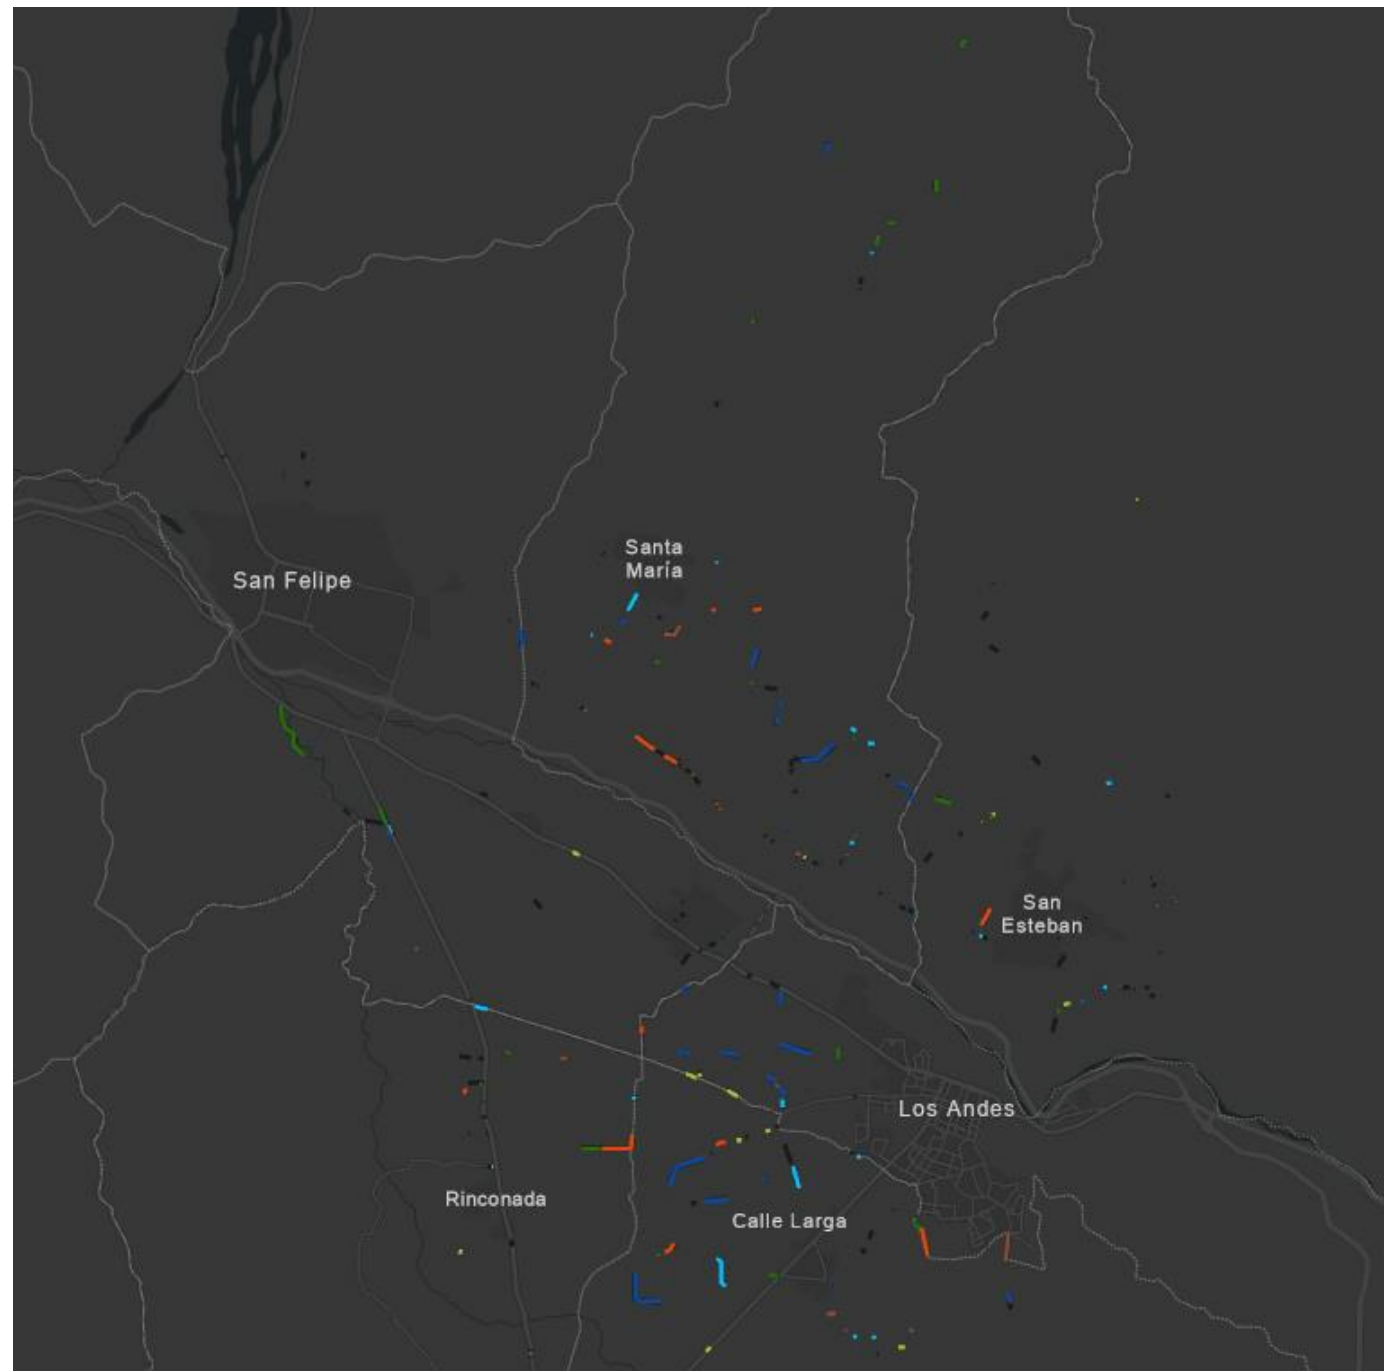 Santa
María
San Felipe
San
Esteban
Los Andes
Rinconada
Calle Larga